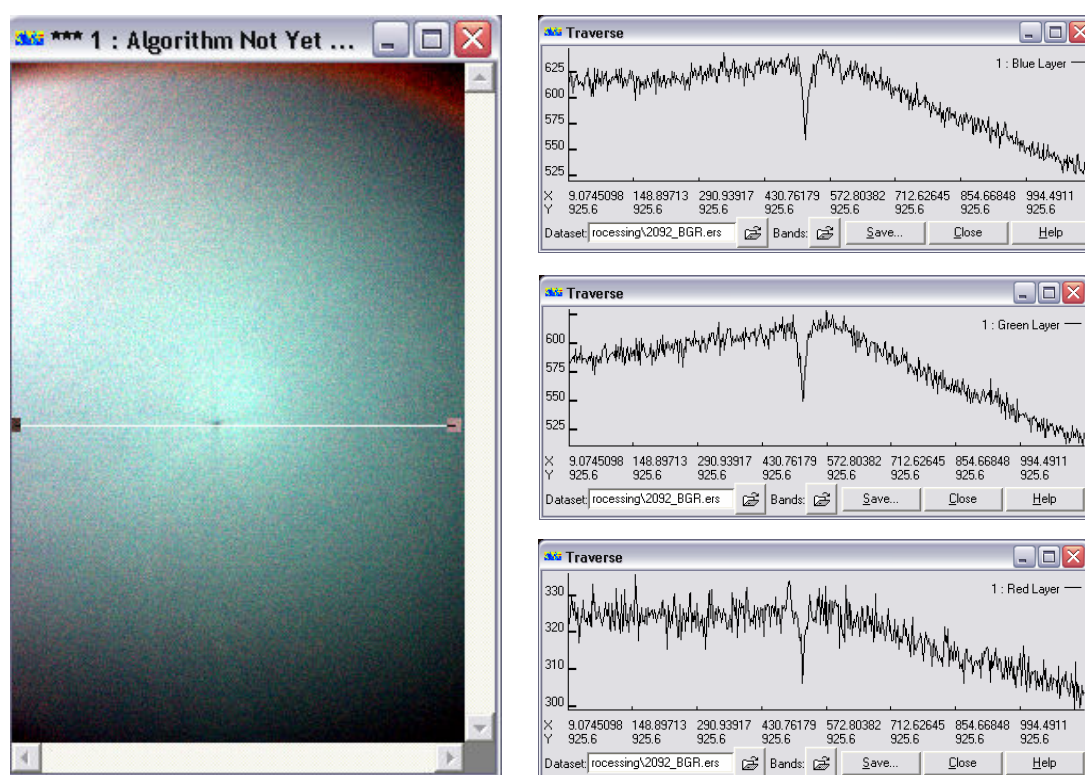 *** 1 : Algorithm Not Yet ...
Traverse
1 : Blue Layer
625
600
575
550
525
X 9.0745098 148.89713 290.93917 430.76179 572.80382 712.62645 854.66848 994.4911
Y 925.6 925.6 925.6 925.6 925.6 925.6 925.6 925.6
Dataset: rocessing\2092_BGR.ers Bands: Save... Close Help
Traverse
1 : Green Layer
600
575
550
525
X 9.0745098 148.89713 290.93917 430.76179 572.80382 712.62645 854.66848 994.4911
Y 925.6 925.6 925.6 925.6 925.6 925.6 925.6 925.6
Dataset: rocessing\2092_BGR.ers Bands: Save... Close Help
Traverse
1 : Red Layer
330
320
310
300
X 9.0745098 148.89713 290.93917 430.76179 572.80382 712.62645 854.66848 994.4911
Y 925.6 925.6 925.6 925.6 925.6 925.6 925.6 925.6
Dataset: rocessing\2092_BGR.ers Bands: Save... Close Help